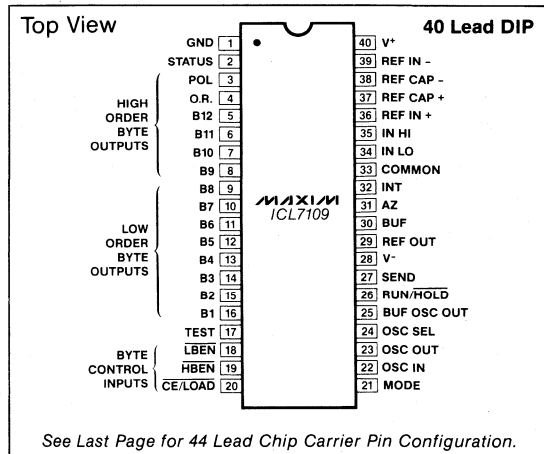 Top View
40 Lead DIP
GND 1
STATUS 2
POL 3
O.R. 4
B12 5
B11 6
B10 7
B9 8
B8 9
B7 10
B6 11
B5 12
B4 13
B3 14
B2 15
B1 16
TEST 17
LBEN 18
HBEN 19
CE/LOAD 20
HIGH
ORDER
BYTE
OUTPUTS
LOW
ORDER
BYTE
OUTPUTS
BYTE
CONTROL
INPUTS
MAXIM
ICL7109
40 V+
39 REF IN -
38 REF CAP -
37 REF CAP +
36 REF IN +
35 IN HI
34 IN LO
33 COMMON
32 INT
31 AZ
30 BUF
29 REF OUT
28 V-
27 SEND
26 RUN/HOLD
25 BUF OSC OUT
24 OSC SEL
23 OSC OUT
22 OSC IN
21 MODE
See Last Page for 44 Lead Chip Carrier Pin Configuration.